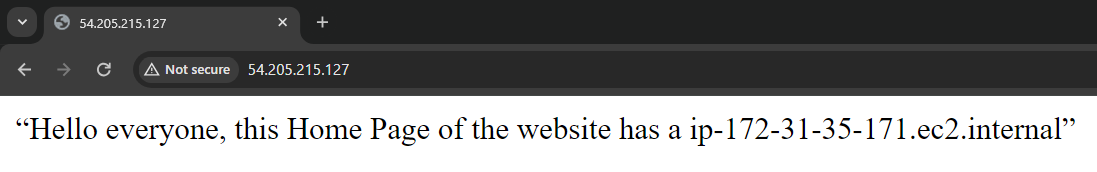 54.205.215.127
Not secure 54.205.215.127
“Hello everyone, this Home Page of the website has a ip-172-31-35-171.ec2.internal”